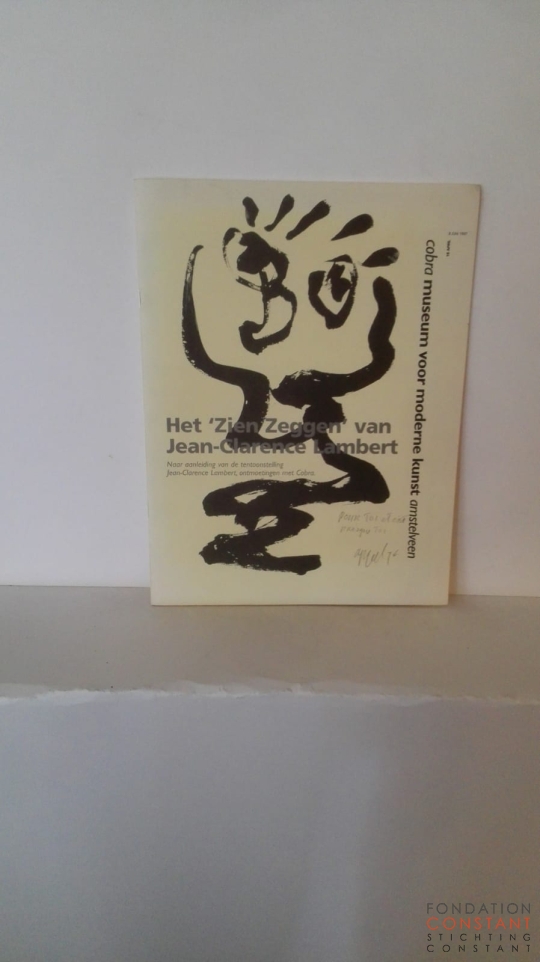 cobra museum voor moderne kunst amstelveen
Het 'Zien Zeggen' van
Jean-Clarence Lambert
Naar aanleiding van de tentoonstelling
Jean-Clarence Lambert, ontmoetingen met Cobra.
FONDATION
CONSTANT
STICHTING
CONSTANT